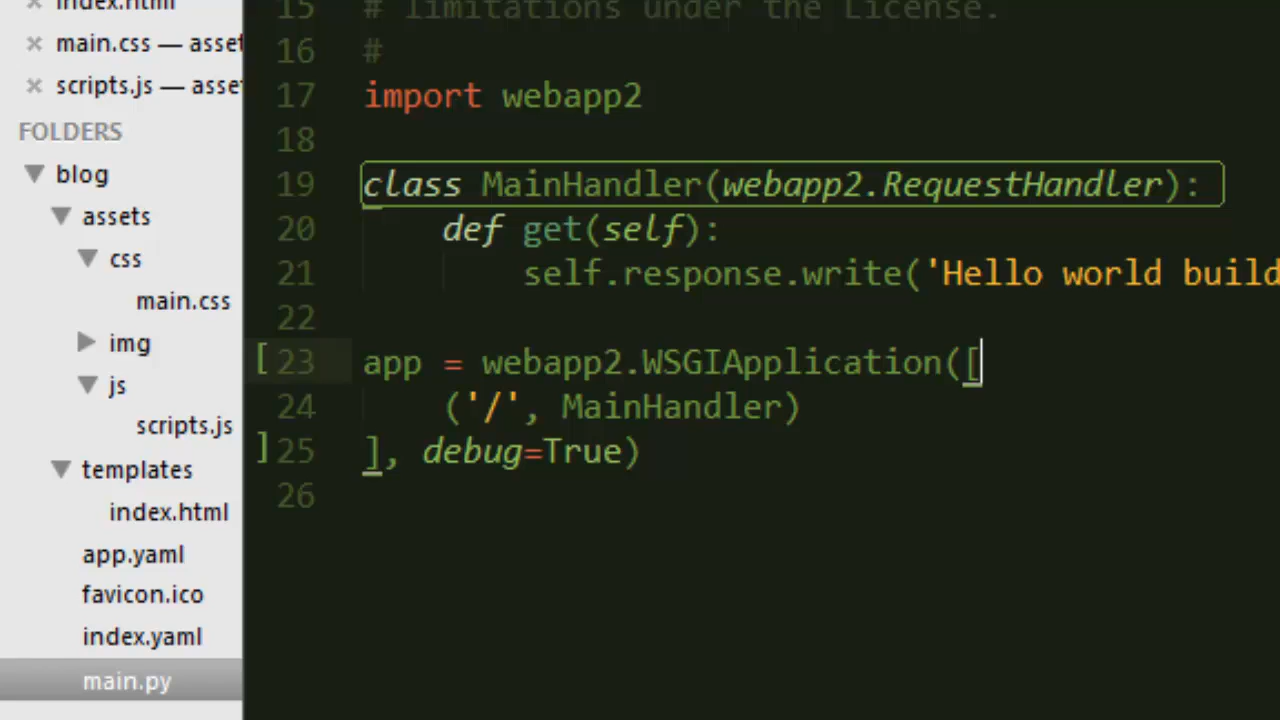 index.html
main.css — asset
scripts.js — asse
FOLDERS
blog
assets
css
main.css
img
js
scripts.js
templates
index.html
app.yaml
favicon.ico
index.yaml
main.py
15 # limitations under the License.
16 #
17 import webapp2
18
19 class MainHandler(webapp2.RequestHandler):
20 def get(self):
21 self.response.write('Hello world build
22
[23 app = webapp2.WSGIApplication([
24 ('/', MainHandler)
]25 ], debug=True)
26